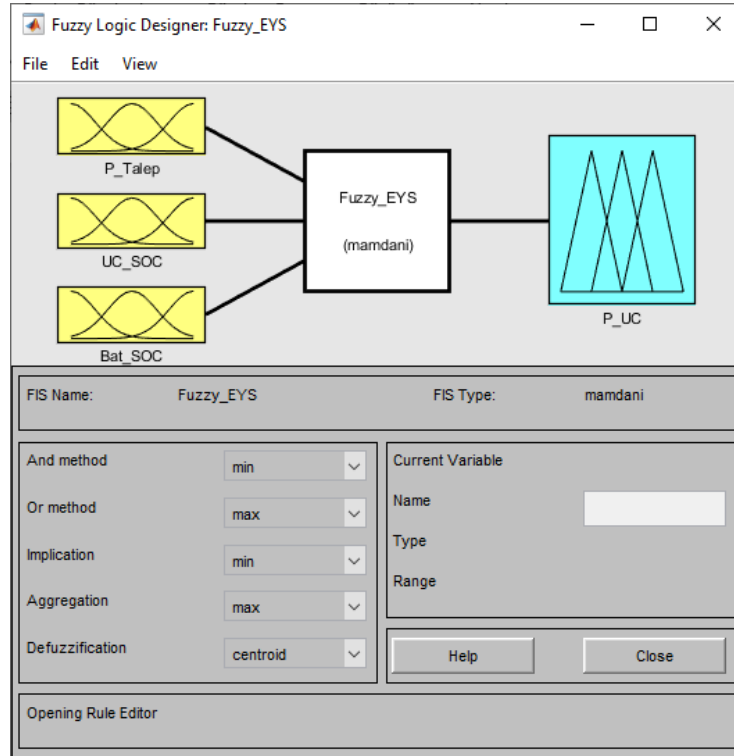 Fuzzy Logic Designer: Fuzzy_EYS
File Edit View
P_Talep
UC_SOC
Bat_SOC
Fuzzy_EYS
(mamdani)
P_UC
FIS Name: Fuzzy_EYS FIS Type: mamdani
And method min
Or method max
Implication min
Aggregation max
Defuzzification centroid
Current Variable
Name
Type
Range
Help Close
Opening Rule Editor